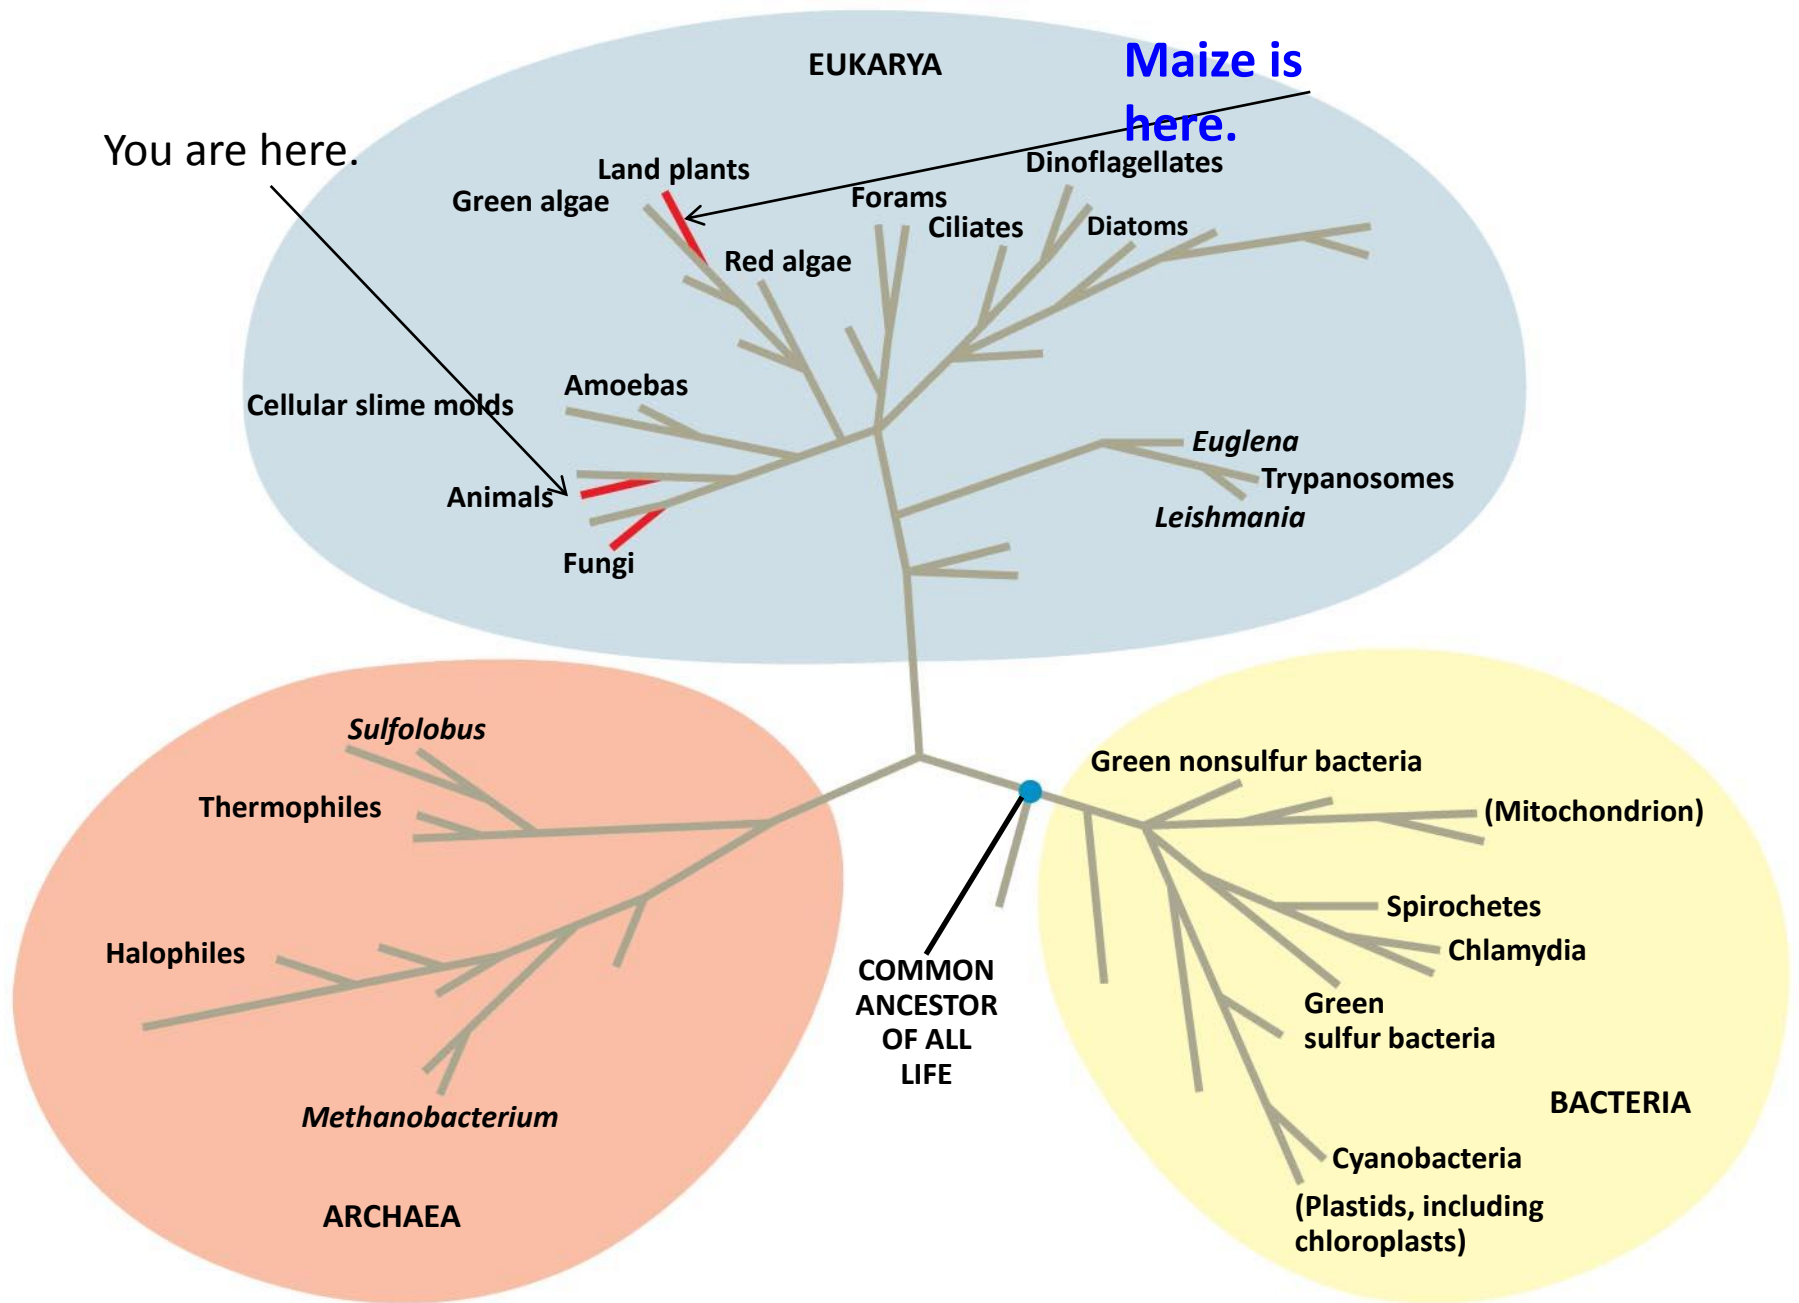 EUKARYA
Maize is
here.
You are here.
Land plants
Green algae
Dinoflagellates
Forams
Ciliates
Diatoms
Red algae
Amoebas
Cellular slime molds
Euglena
Animals
Trypanosomes
Leishmania
Fungi
Sulfolobus
Green nonsulfur bacteria
Thermophiles
(Mitochondrion)
Spirochetes
Halophiles
Chlamydia
COMMON
ANCESTOR
OF ALL
LIFE
Green
sulfur bacteria
Methanobacterium
BACTERIA
Cyanobacteria
ARCHAEA
(Plastids, including
chloroplasts)